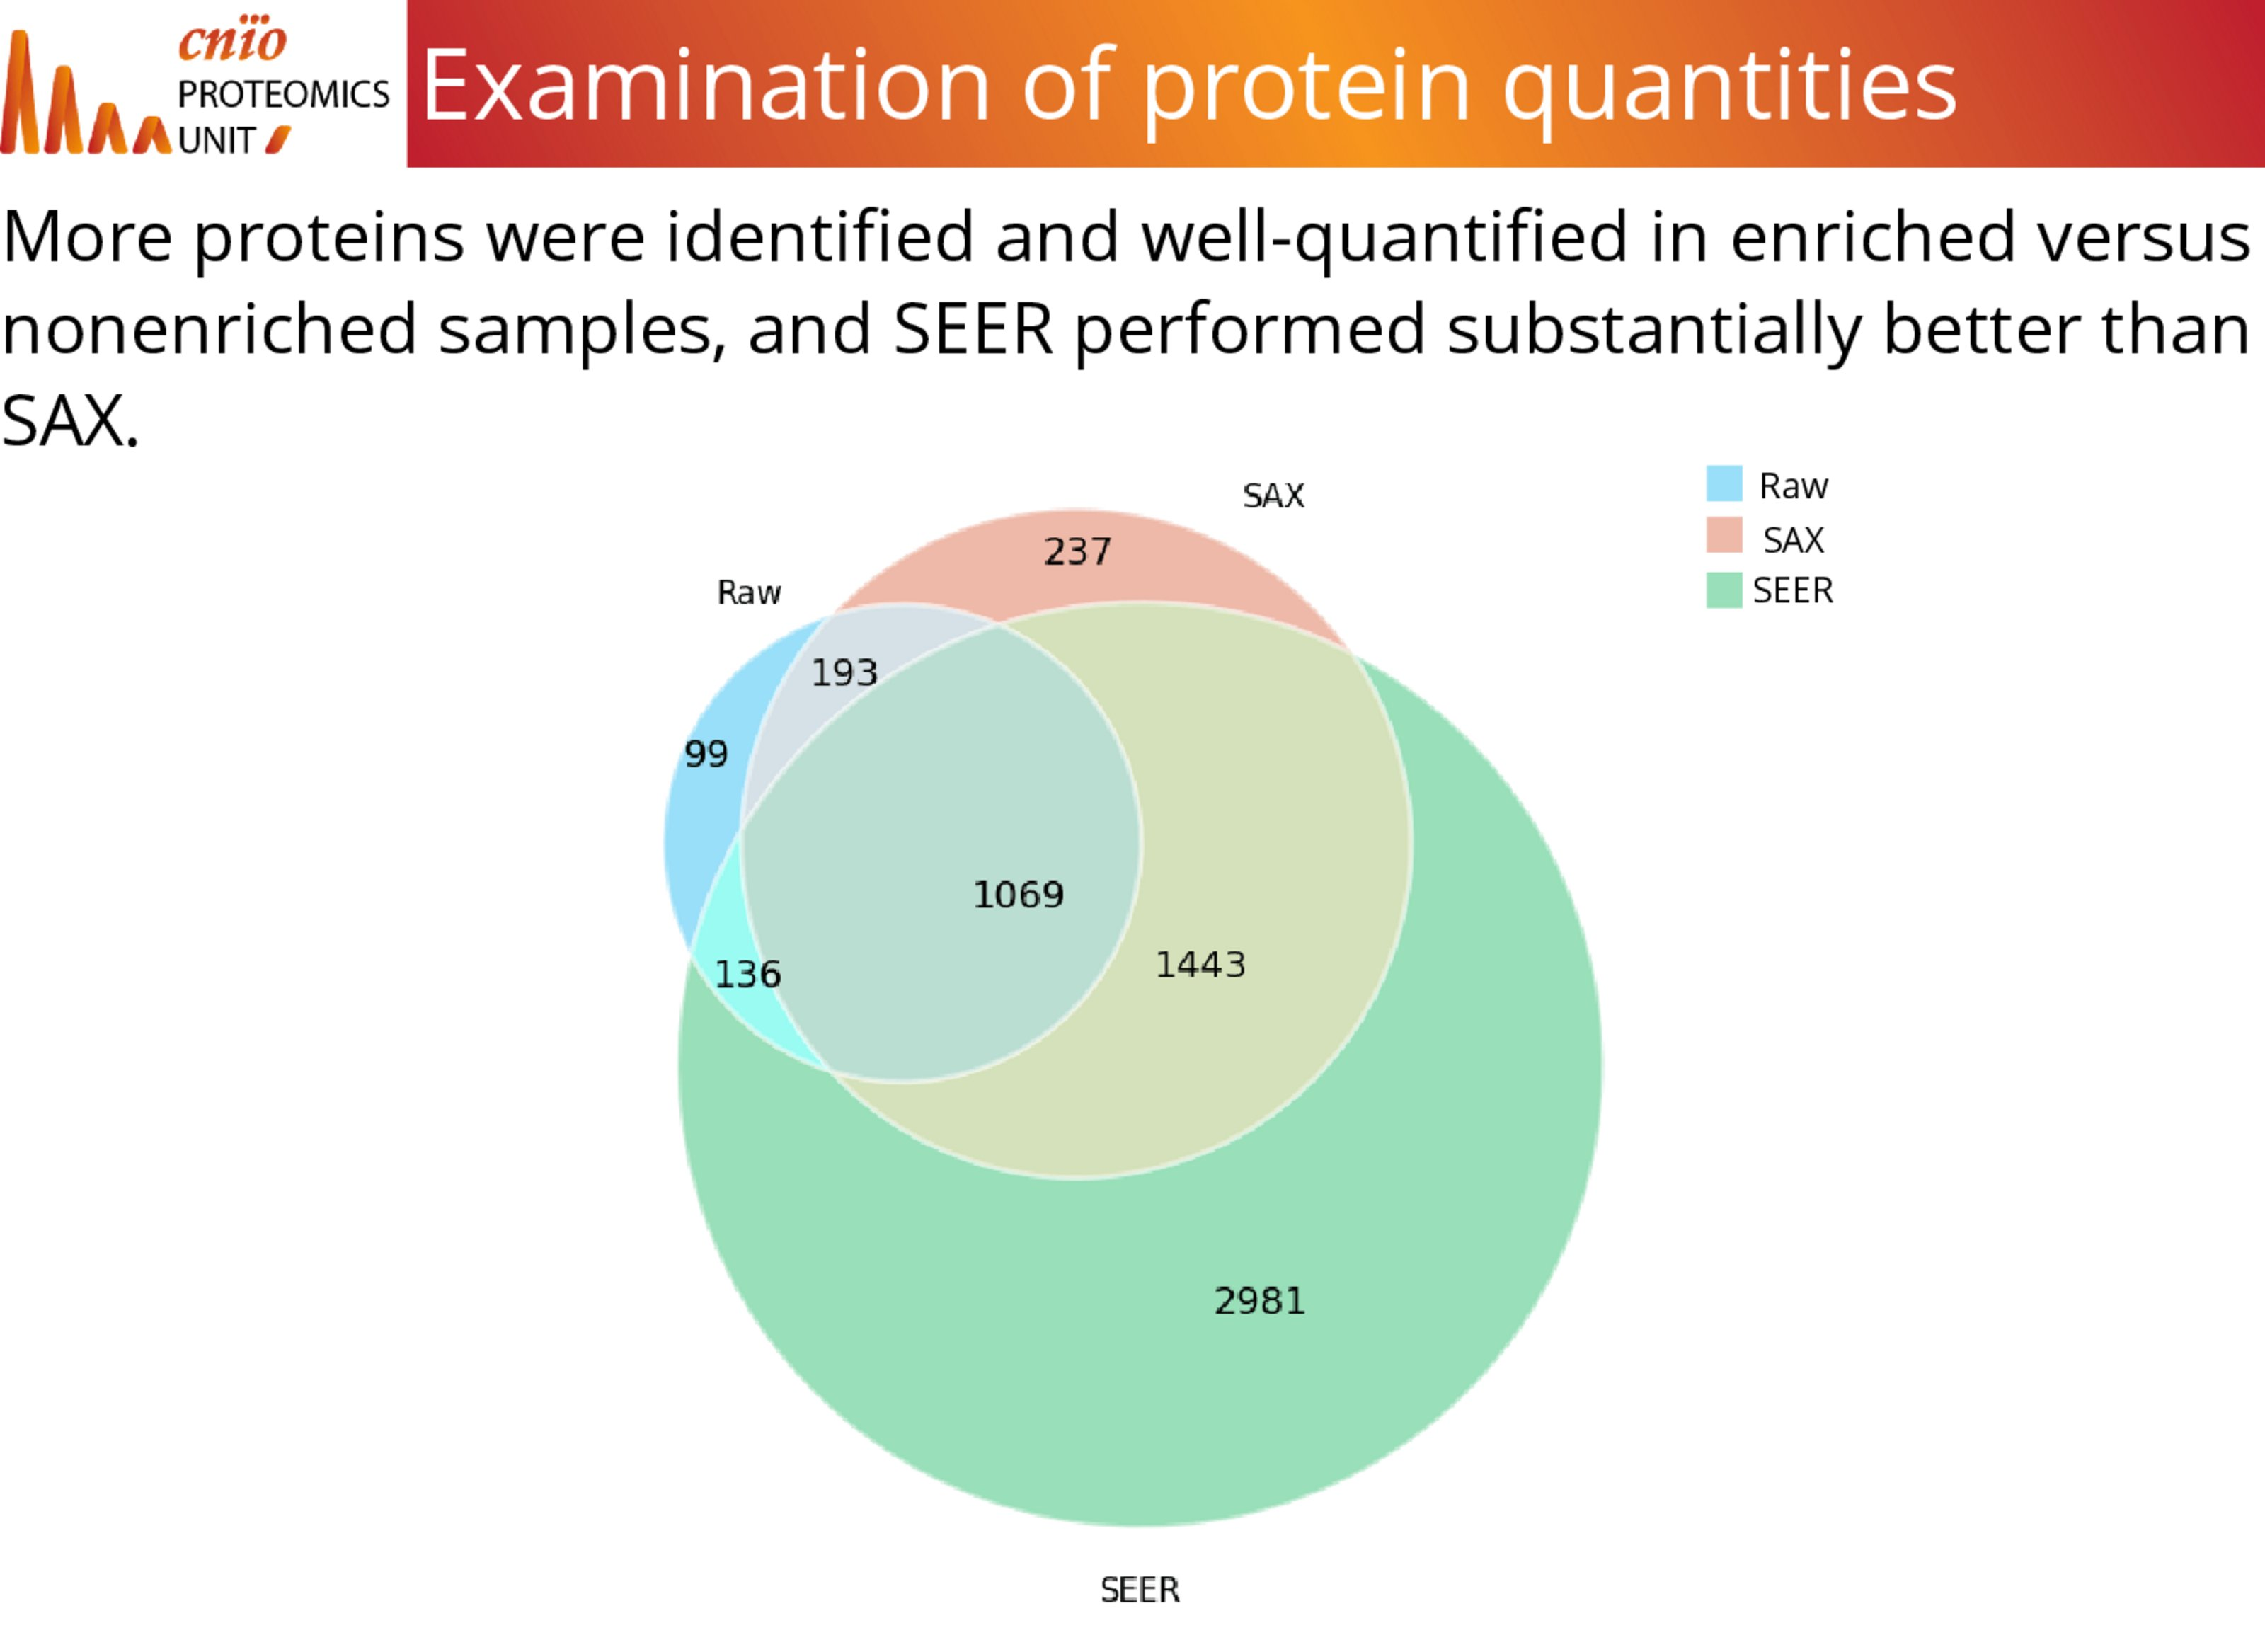 cnio
PROTEOMICS
UNIT
Examination of protein quantities
More proteins were identified and well-quantified in enriched versus
nonenriched samples, and SEER performed substantially better than
SAX.
SAX
Raw
SAX
SEER
237
Raw
193
99
1069
136
1443
2981
SEER